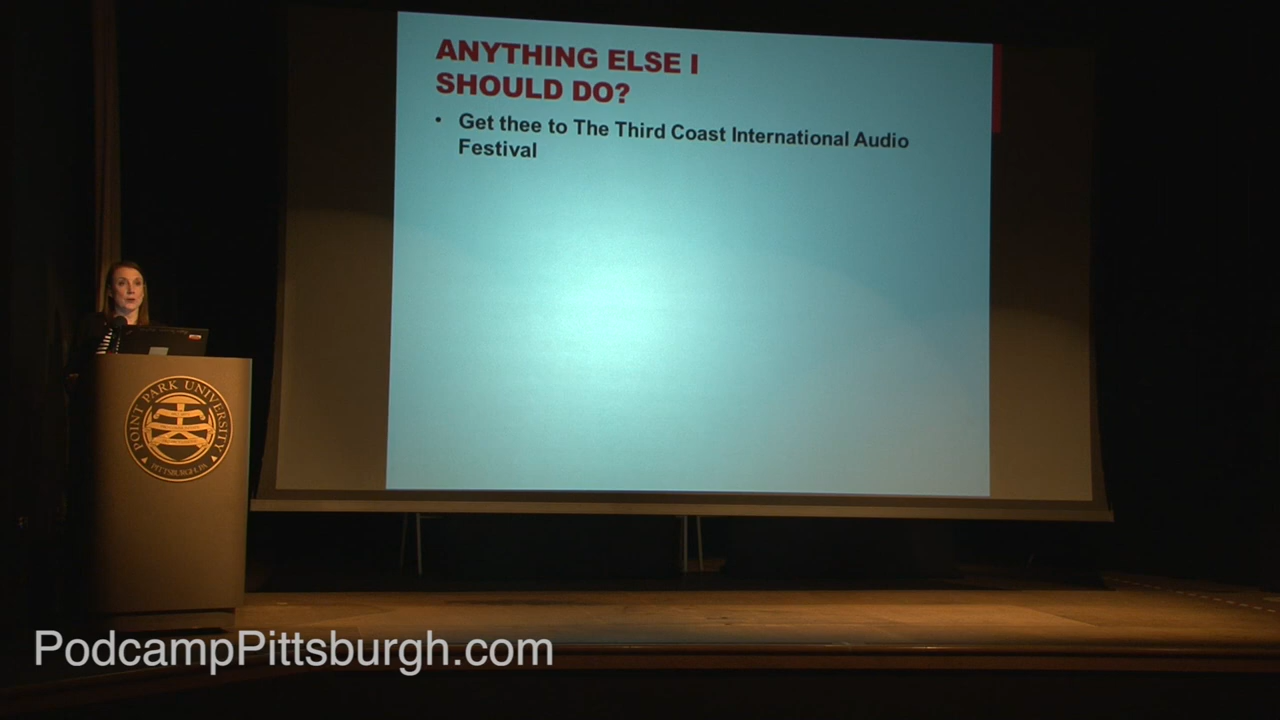 ANYTHING ELSE I
SHOULD DO?
• Get thee to The Third Coast International Audio
Festival
POINT PARK UNIVERSITY
PITTSBURGH, PA
PodcampPittsburgh.com